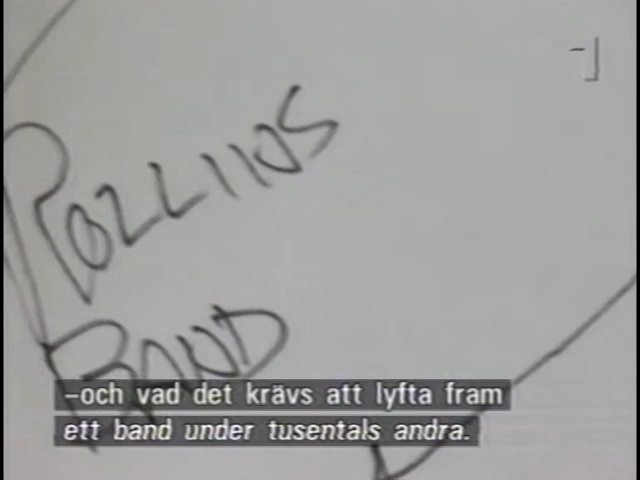 ROLLINS
BAND
–och vad det krävs att lyfta fram
ett band under tusentals andra.